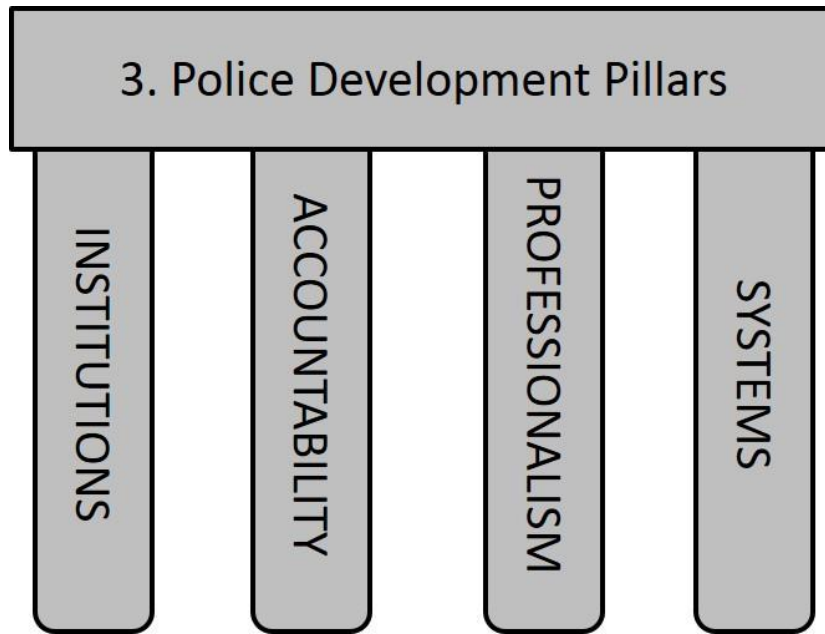 3. Police Development Pillars
INSTITUTIONS
ACCOUNTABILITY
PROFESSIONALISM
SYSTEMS